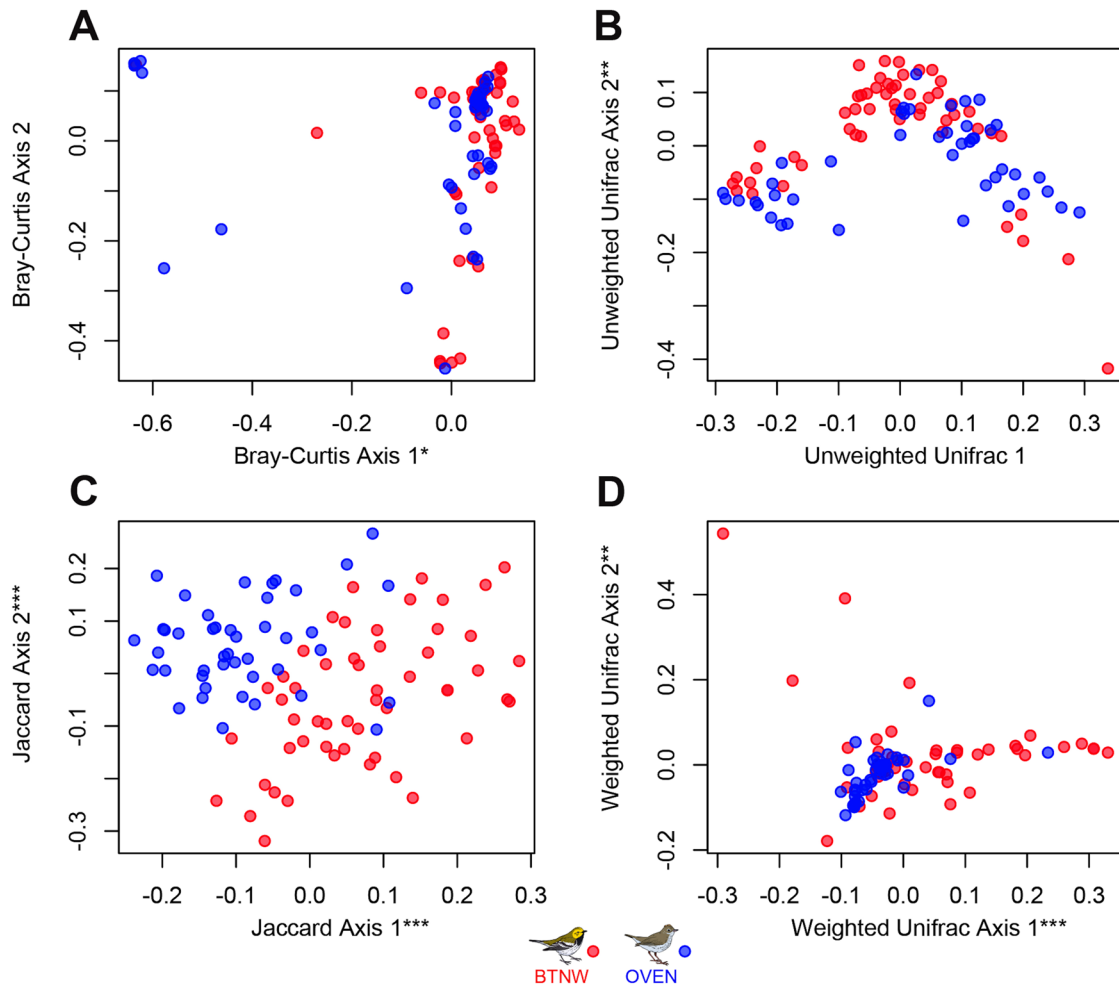 A
0.0
-0.2
-0.4
Bray-Curtis Axis 2
-0.6
-0.4
-0.2
0.0
Bray-Curtis Axis 1*
B
0.1
0.0
-0.2
-0.4
Unweighted Unifrac Axis 2**
-0.3
-0.2
-0.1
0.0
0.1
0.2
0.3
Unweighted Unifrac 1
C
0.2
0.1
-0.1
-0.3
Jaccard Axis 2***
-0.2
-0.1
0.0
0.1
0.2
0.3
Jaccard Axis 1***
D
0.4
0.2
0.0
-0.2
Weighted Unifrac Axis 2**
-0.3
-0.2
-0.1
0.0
0.1
0.2
0.3
Weighted Unifrac Axis 1***
BTNW
OVEN